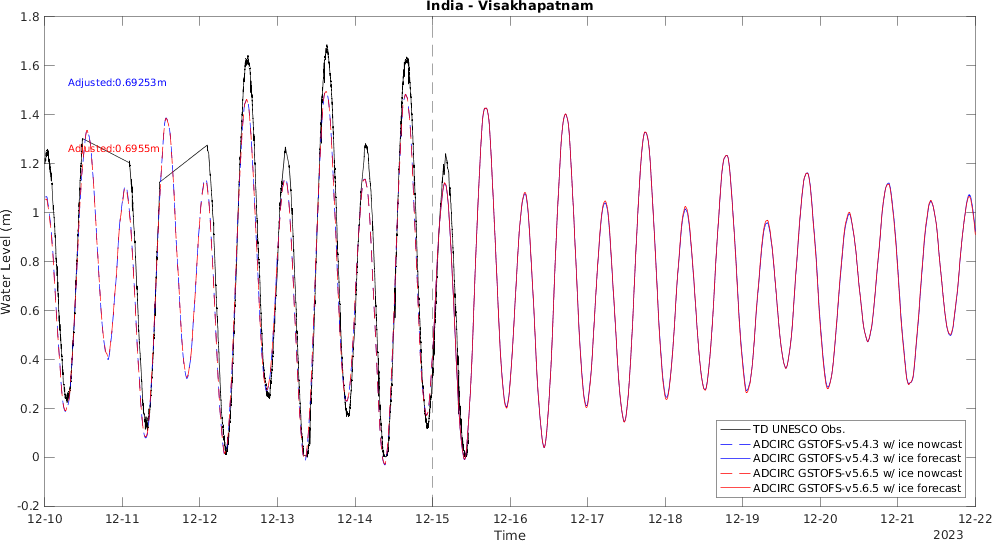 India - Visakhapatnam
1.8
1.6
1.4
1.2
1
0.8
0.6
0.4
0.2
0
-0.2
Water Level (m)
Adjusted:0.69253m
Adjusted:0.6955m
TD UNESCO Obs.
ADCIRC GSTOFS-v5.4.3 w/ ice nowcast
ADCIRC GSTOFS-v5.4.3 w/ ice forecast
ADCIRC GSTOFS-v5.6.5 w/ ice nowcast
ADCIRC GSTOFS-v5.6.5 w/ ice forecast
12-10 12-11 12-12 12-13 12-14 12-15 12-16 12-17 12-18 12-19 12-20 12-21 12-22
Time
2023